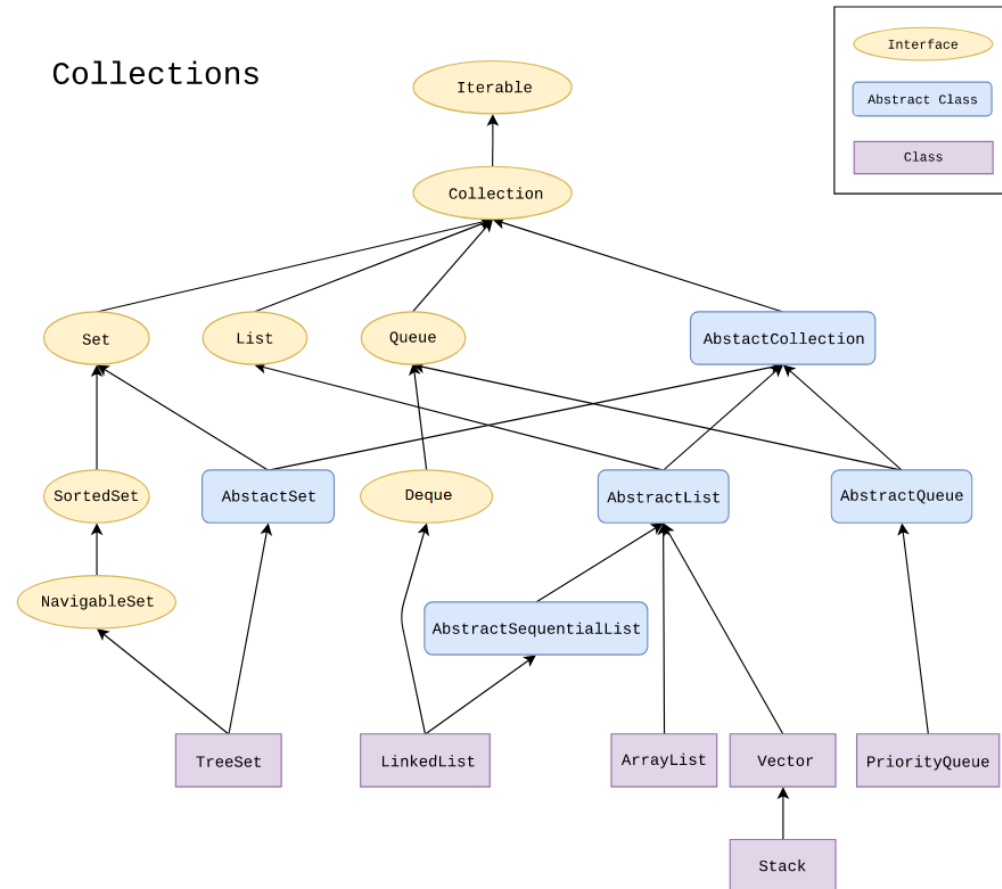 Collections
Interface
Abstract Class
Class
Iterable
Collection
Set
List
Queue
AbstactCollection
SortedSet
AbstactSet
Deque
AbstractList
AbstractQueue
NavigableSet
AbstractSequentialList
TreeSet
LinkedList
ArrayList
Vector
PriorityQueue
Stack